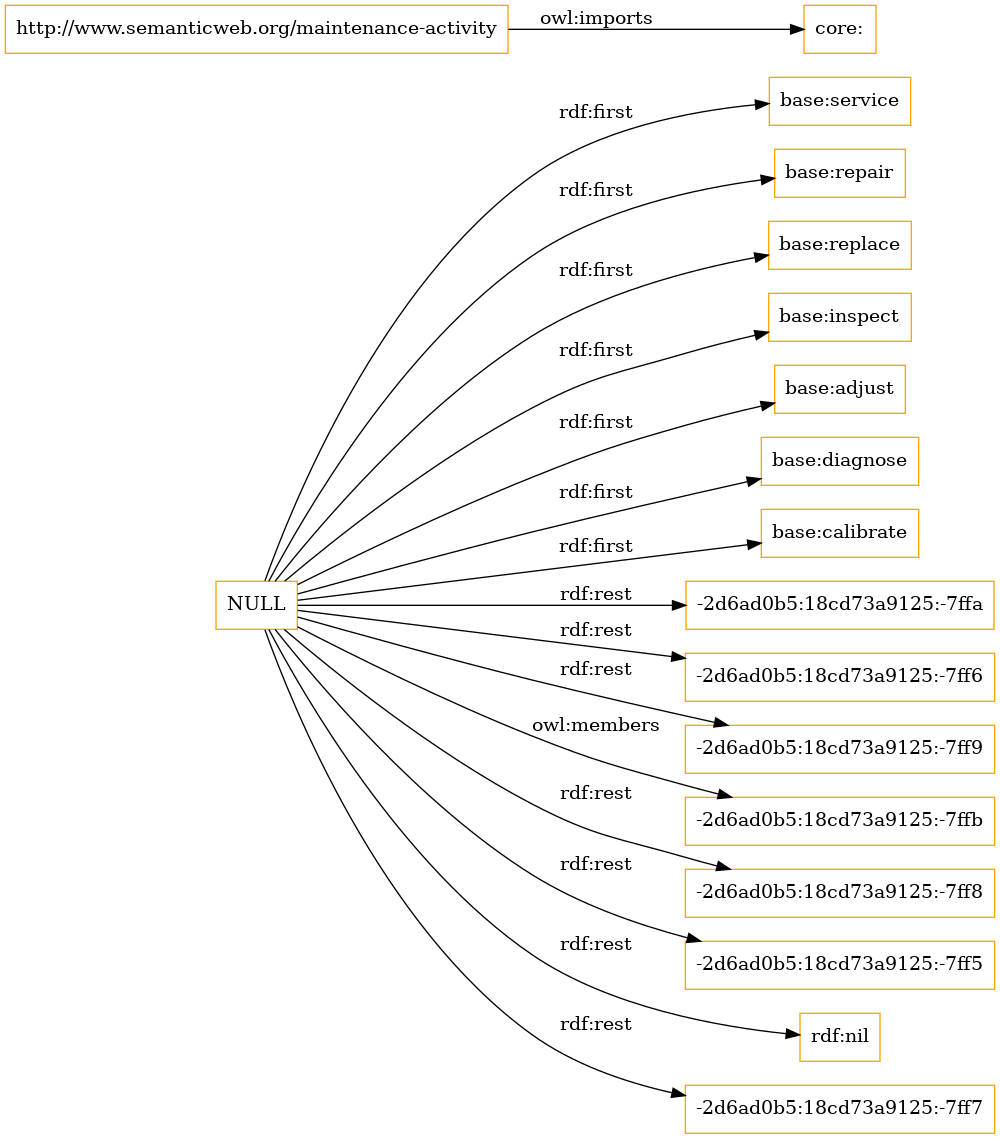 http://www.semanticweb.org/maintenance-activity
owl:imports
core:
rdf:first
base:service
rdf:first
base:repair
rdf:first
base:replace
rdf:first
base:inspect
rdf:first
base:adjust
rdf:first
base:diagnose
rdf:first
base:calibrate
NULL
rdf:rest
-2d6ad0b5:18cd73a9125:-7ffa
rdf:rest
-2d6ad0b5:18cd73a9125:-7ff6
rdf:rest
-2d6ad0b5:18cd73a9125:-7ff9
owl:members
-2d6ad0b5:18cd73a9125:-7ffb
rdf:rest
-2d6ad0b5:18cd73a9125:-7ff8
rdf:rest
-2d6ad0b5:18cd73a9125:-7ff5
rdf:rest
rdf:nil
rdf:rest
-2d6ad0b5:18cd73a9125:-7ff7